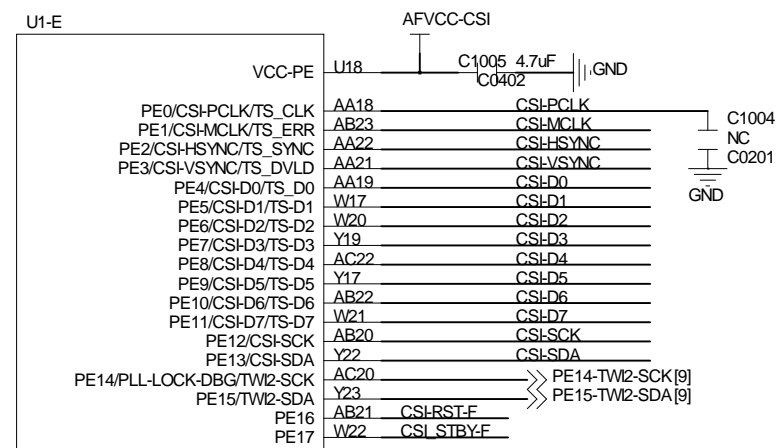 U1-E
AFVCC-CSI
VCC-PE U18 C1005 4.7uF GND
C0402
PE0/CSI-PCLK/TS_CLK AA18 CSI-PCLK
PE1/CSI-MCLK/TS_ERR AB23 CSI-MCLK
PE2/CSI-HSYNC/TS_SYNC AA22 CSI-HSYNC
PE3/CSI-VSYNC/TS_DVLD AA21 CSI-VSYNC
PE4/CSI-D0/TS_D0 AA19 CSI-D0
PE5/CSI-D1/TS-D1 W17 CSI-D1
PE6/CSI-D2/TS-D2 W20 CSI-D2
PE7/CSI-D3/TS-D3 Y19 CSI-D3
PE8/CSI-D4/TS-D4 AC22 CSI-D4
PE9/CSI-D5/TS-D5 Y17 CSI-D5
PE10/CSI-D6/TS-D6 AB22 CSI-D6
PE11/CSI-D7/TS-D7 W21 CSI-D7
PE12/CSI-SCK AB20 CSI-SCK
PE13/CSI-SDA Y22 CSI-SDA
PE14/PLL-LOCK-DBG/TWI2-SCK AC20 PE14-TWI2-SCK [9]
PE15/TWI2-SDA Y23 PE15-TWI2-SDA [9]
PE16 AB21 CSI-RST-F
PE17 W22 CSI_STBY-F
C1004
NC
C0201
GND